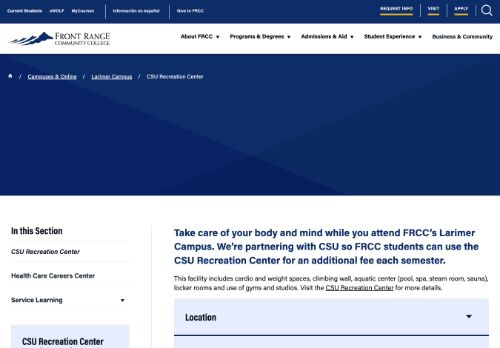 Current Students eWOLF MyCourses Información en español Give to FRCC REQUEST INFO VISIT APPLY
FRONT RANGE
COMMUNITY COLLEGE
About FRCC Programs & Degrees Admissions & Aid Student Experience Business & Community
/ Campuses & Online / Larimer Campus / CSU Recreation Center
In this Section
CSU Recreation Center
Health Care Careers Center
Service Learning
CSU Recreation Center
Take care of your body and mind while you attend FRCC's Larimer
Campus. We're partnering with CSU so FRCC students can use the
CSU Recreation Center for an additional fee each semester.
This facility includes cardio and weight spaces, climbing wall, aquatic center (pool, spa, steam room, sauna),
locker rooms and use of gyms and studios. Visit the CSU Recreation Center for more details.
Location